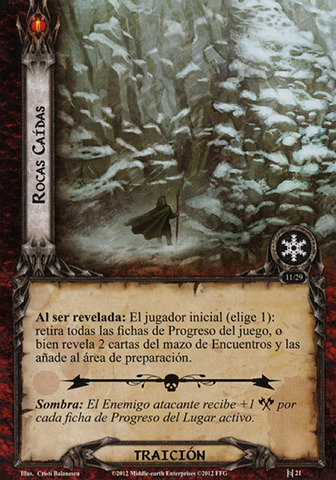 ROCAS CAÍDAS
11/29
Al ser revelada: El jugador inicial (elige 1):
retira todas las fichas de Progreso del juego, o
bien revela 2 cartas del mazo de Encuentros y las
añade al área de preparación.
Sombra: El Enemigo atacante recibe +1 por
cada ficha de Progreso del Lugar activo.
TRAICIÓN
Illus. Cristi Balanescu
©2012 Middle-earth Enterprises ©2012 FFG
21